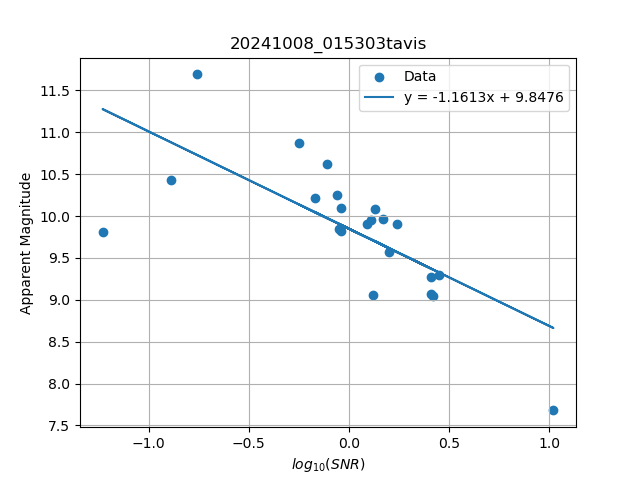 20241008_015303tavis
Data
y = -1.1613x + 9.8476
Apparent Magnitude
11.5
11.0
10.5
10.0
9.5
9.0
8.5
8.0
7.5
−1.0 −0.5 0.0 0.5 1.0
log₁₀(SNR)